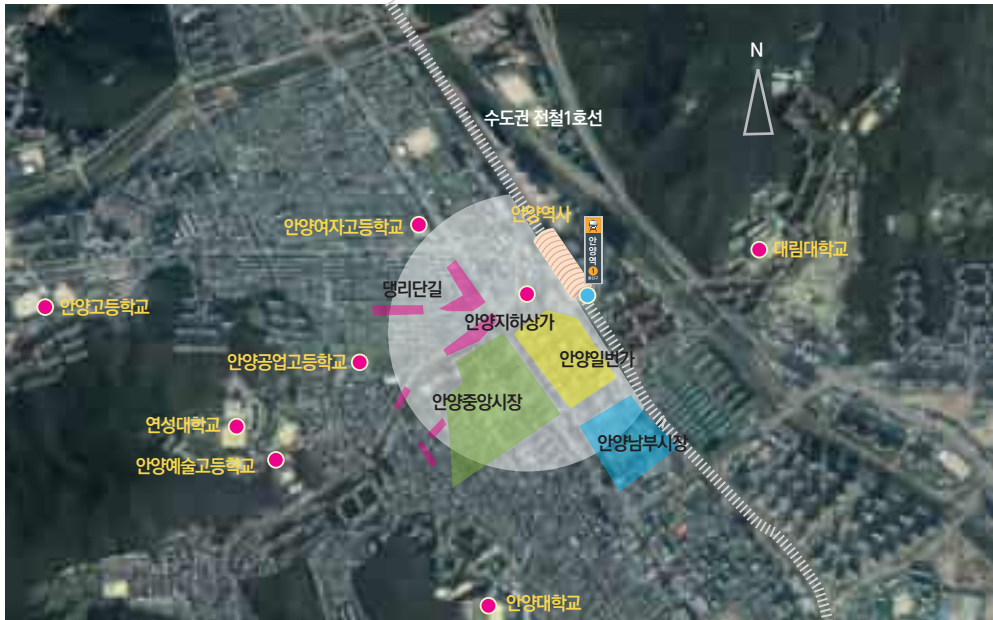 N
수도권 전철1호선
안양역사
안양역
1
안양여자고등학교
대림대학교
댕리단길
안양고등학교
안양지하상가
안양일번가
안양공업고등학교
안양중앙시장
연성대학교
안양남부시장
안양예술고등학교
안양대학교